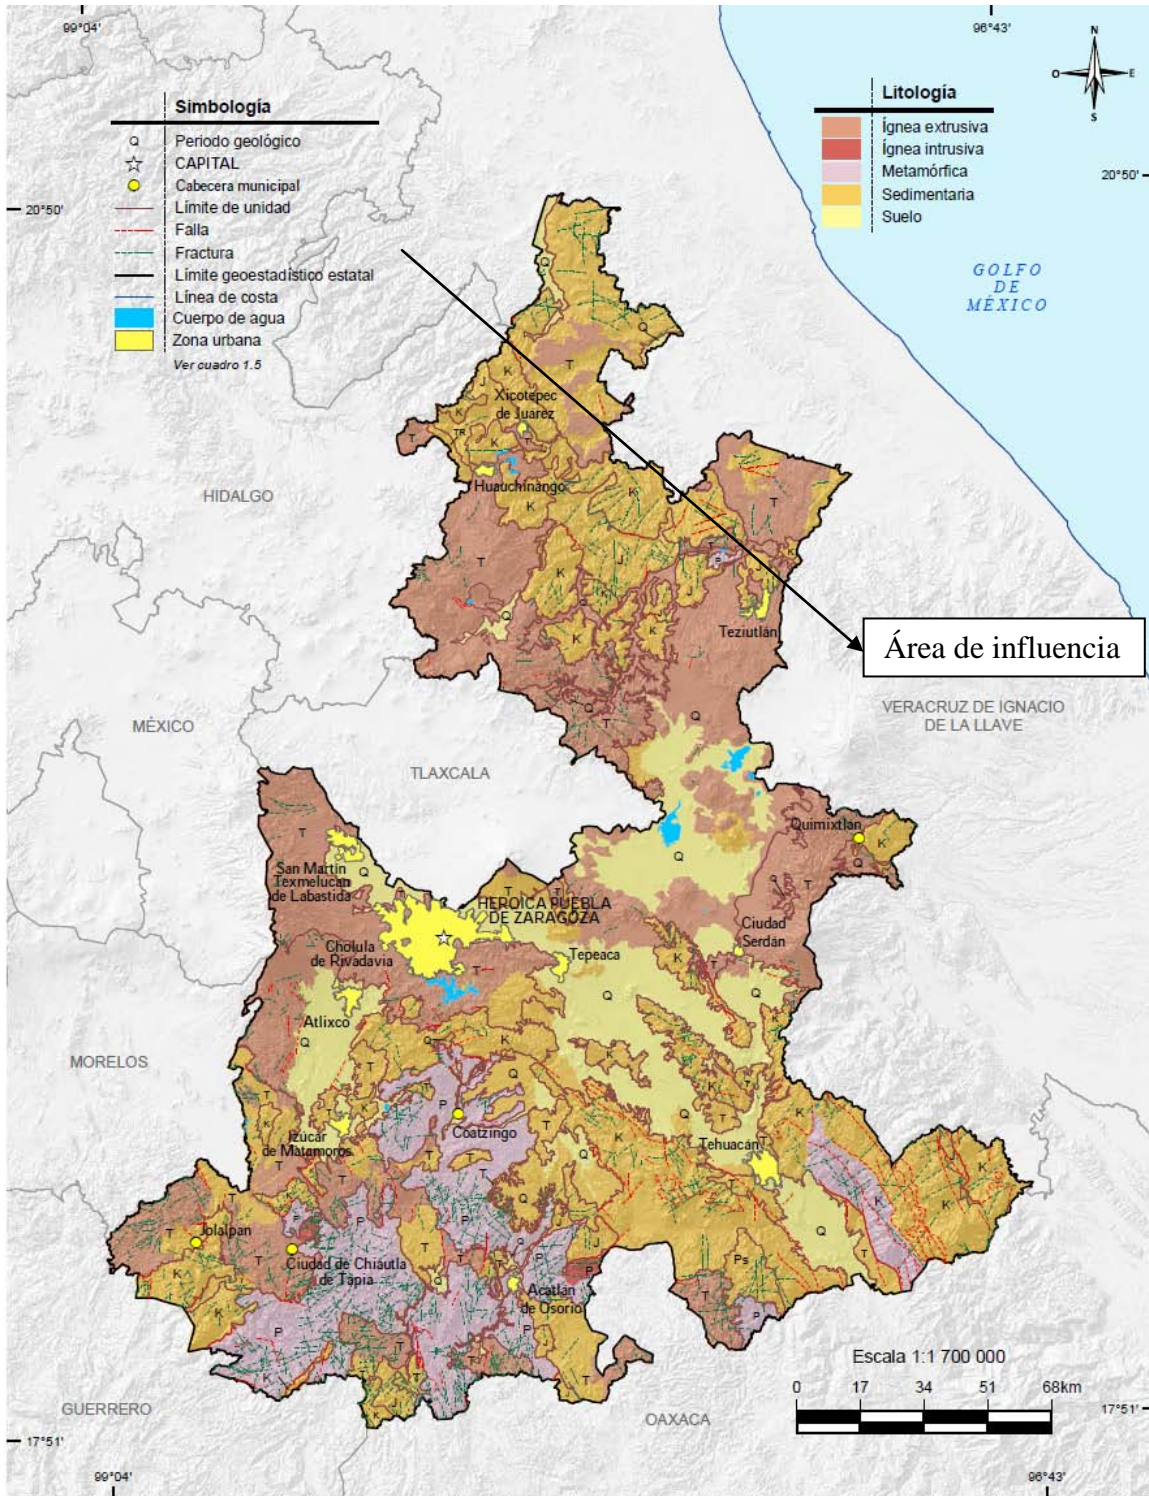 99°04'
96°43'
N
O
E
S
Simbología
Q Periodo geológico
CAPITAL
Cabecera municipal
Límite de unidad
Falla
Fractura
Límite geoestadístico estatal
Línea de costa
Cuerpo de agua
Zona urbana
Ver cuadro 1.5
Litología
Ígnea extrusiva
Ígnea intrusiva
Metamórfica
Sedimentaria
Suelo
20°50'
20°50'
GOLFO
DE
MÉXICO
Xicotepec
de Juárez
Huauchinango
HIDALGO
Teziutlán
Área de influencia
VERACRUZ DE IGNACIO
DE LA LLAVE
MÉXICO
TLAXCALA
Quimixtlán
San Martín
Texmelucan
de Labastida
HEROICA PUEBLA
DE ZARAGOZA
Ciudad
Serdán
Cholula
de Rivadavia
Tepeaca
Atlixco
MORELOS
Coatzingo
Izúcar
de Matamoros
Tehuacán
Jolalpan
Ciudad de Chiautla
de Tapia
Acatlán
de Osorio
Ps
Escala 1:1 700 000
0 17 34 51 68km
GUERRERO
OAXACA
17°51'
17°51'
99°04'
96°43'